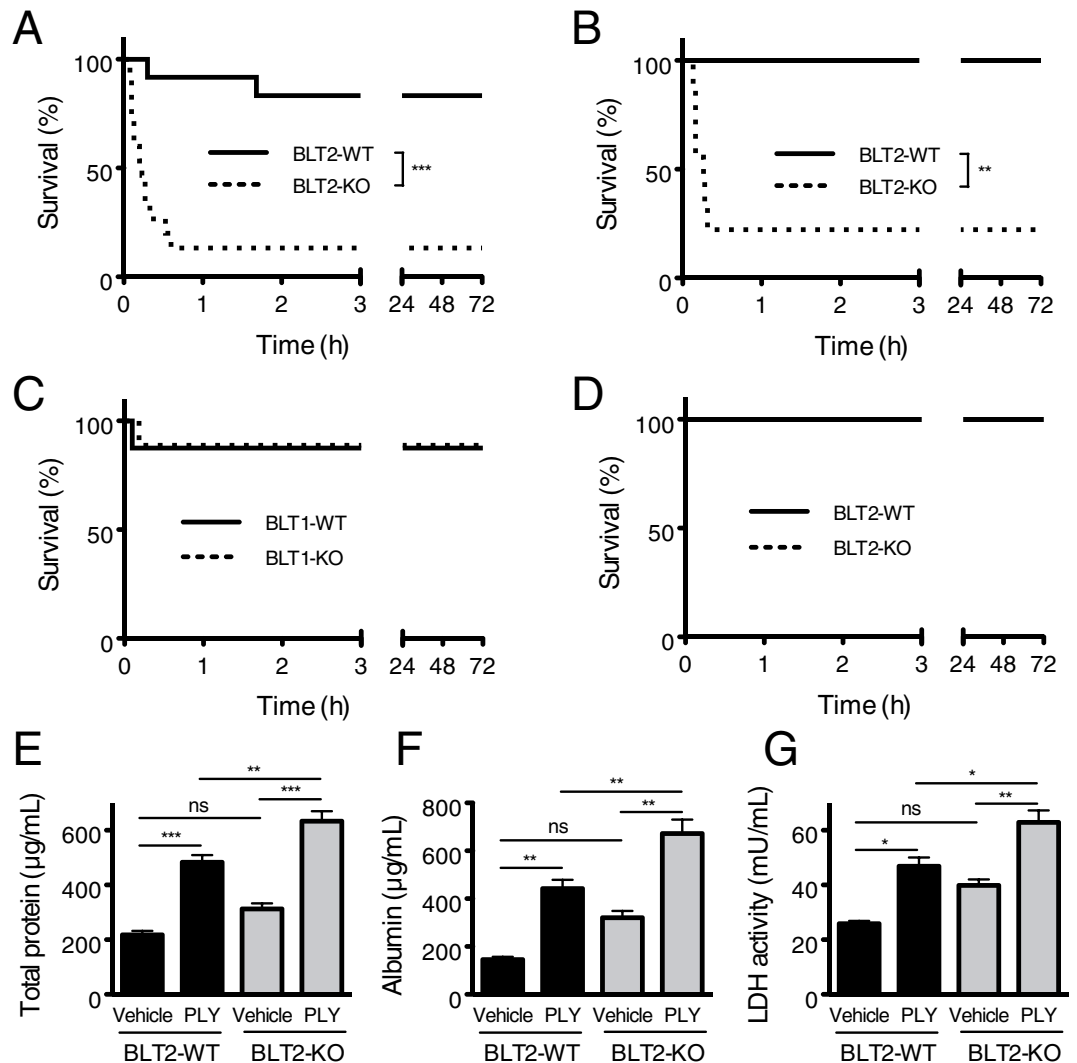 A
Survival (%)
100
50
0
BLT2-WT
BLT2-KO
***
0 1 2 3 24 48 72
Time (h)
B
Survival (%)
100
50
0
BLT2-WT
BLT2-KO
**
0 1 2 3 24 48 72
Time (h)
C
Survival (%)
100
50
0
BLT1-WT
BLT1-KO
0 1 2 3 24 48 72
Time (h)
D
Survival (%)
100
50
0
BLT2-WT
BLT2-KO
0 1 2 3 24 48 72
Time (h)
E
Total protein (µg/mL)
600
400
200
0
**
ns
***
***
Vehicle PLY Vehicle PLY
BLT2-WT BLT2-KO
F
Albumin (µg/mL)
800
600
400
200
0
**
ns
**
**
Vehicle PLY Vehicle PLY
BLT2-WT BLT2-KO
G
LDH activity (mU/mL)
60
40
20
0
*
ns
**
*
Vehicle PLY Vehicle PLY
BLT2-WT BLT2-KO